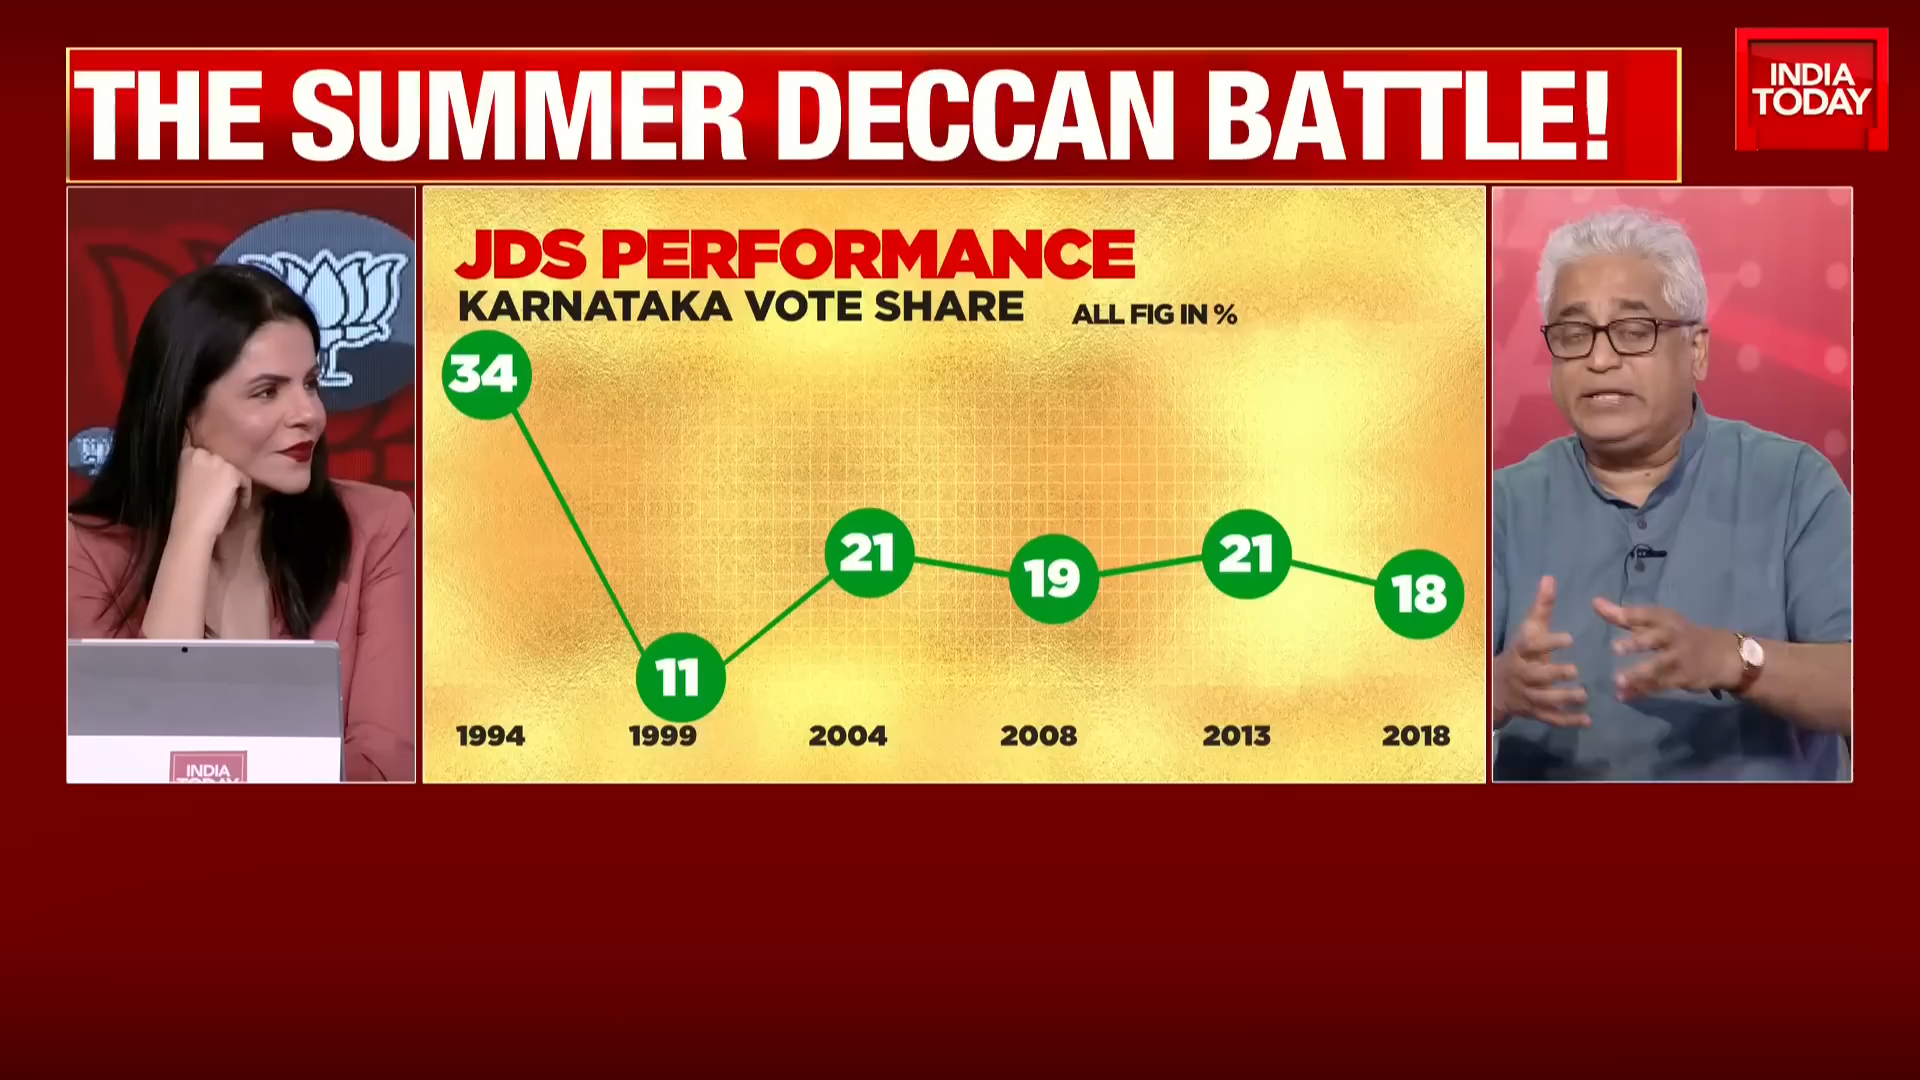 THE SUMMER DECCAN BATTLE!
INDIA
TODAY
JDS PERFORMANCE
KARNATAKA VOTE SHARE
ALL FIG IN %
34
11
21
19
21
18
1994
1999
2004
2008
2013
2018
INDIA
TODAY